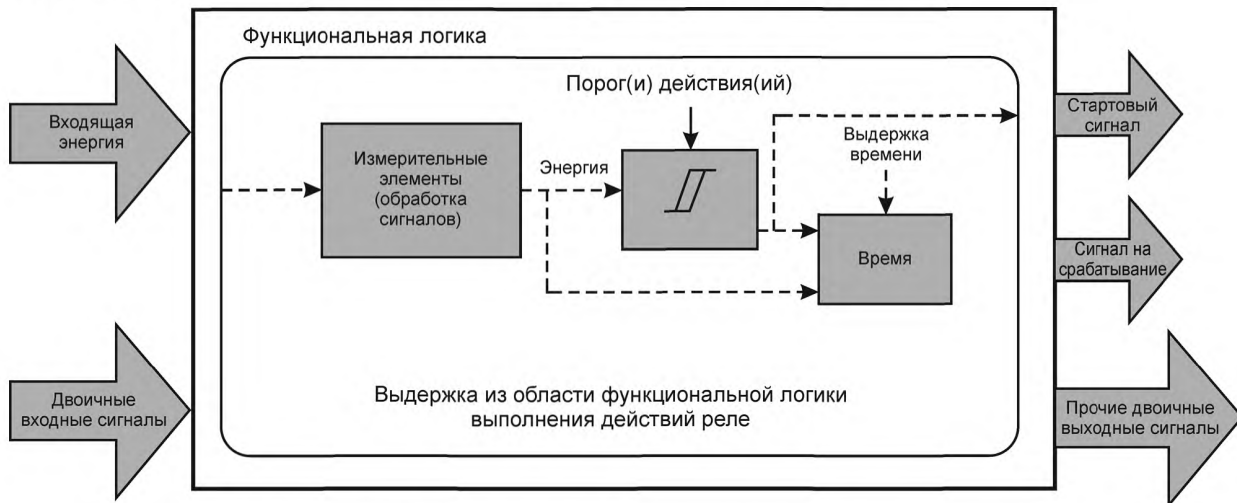 Функциональная логика
Входящая
энергия
Порог(и) действия(ий)
Стартовый
сигнал
Выдержка
времени
Измерительные
элементы
(обработка
сигналов)
Энергия
Время
Сигнал на
срабатывание
Двоичные
входные сигналы
Выдержка из области функциональной логики
выполнения действий реле
Прочие двоичные
выходные сигналы